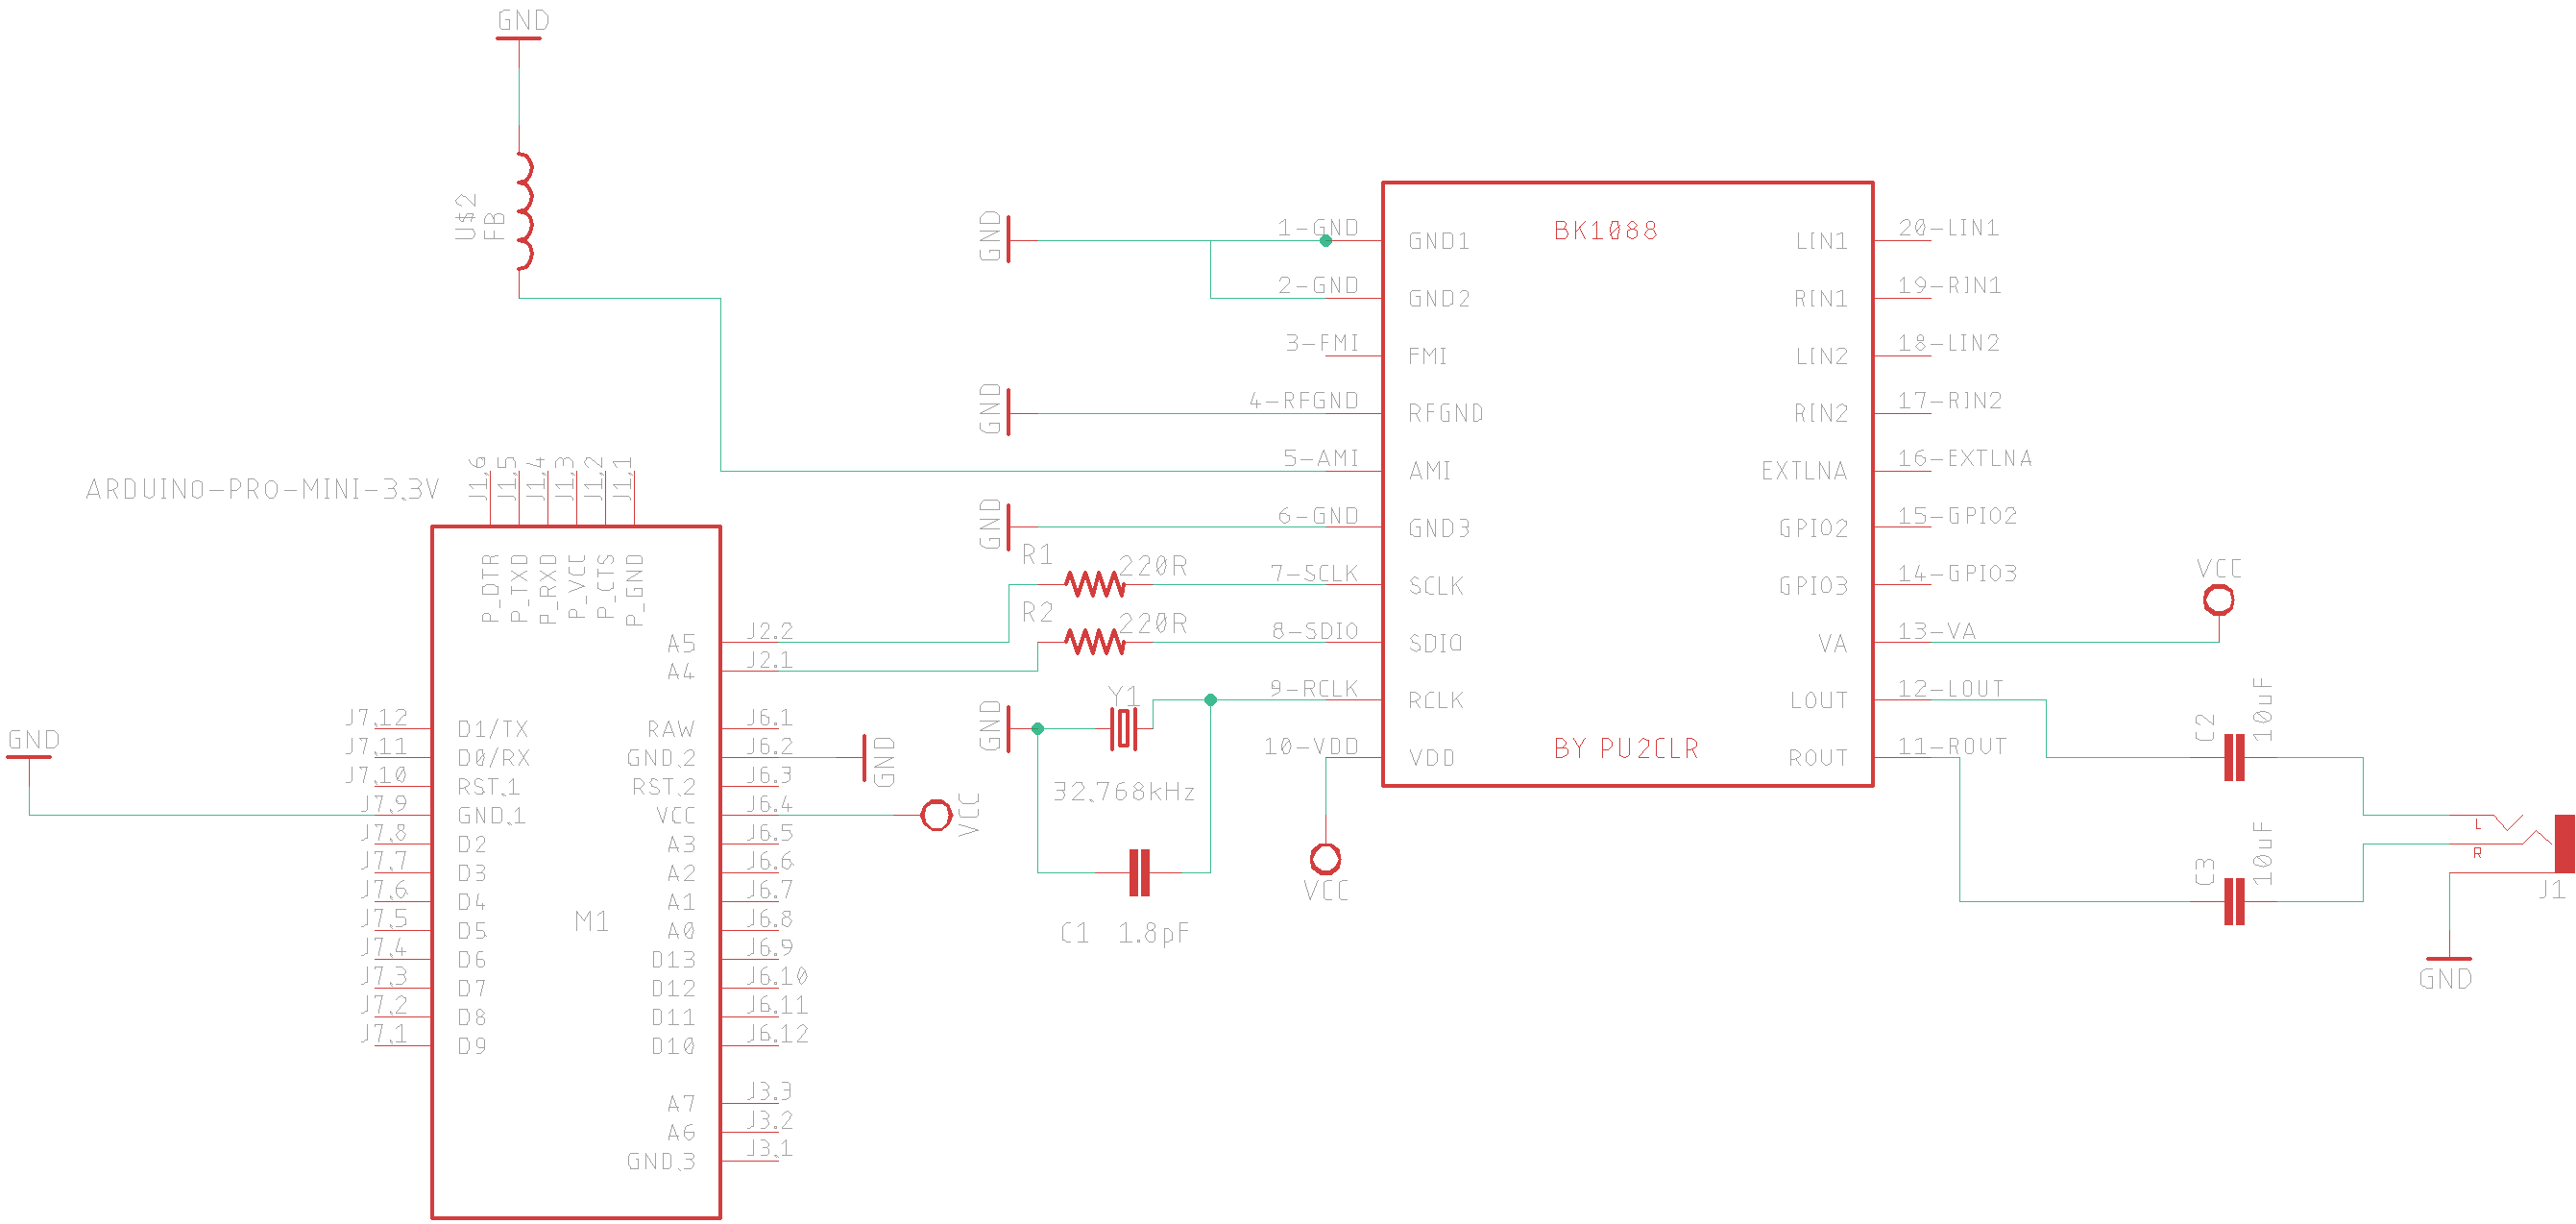 GND
U$2
FB
ARDUINO-PRO-MINI-3.3V
J1.6
J1.5
J1.4
J1.3
J1.2
J1.1
P_DTR
P_TXD
P_RXD
P_VCC
P_CTS
P_GND
A5
A4
J2.2
J2.1
GND
J7.12
J7.11
J7.10
J7.9
J7.8
J7.7
J7.6
J7.5
J7.4
J7.3
J7.2
J7.1
D1/TX
D0/RX
RST.1
GND.1
D2
D3
D4
D5
D6
D7
D8
D9
M1
RAW
GND.2
RST.2
VCC
A3
A2
A1
A0
D13
D12
D11
D10
A7
A6
GND.3
J6.1
J6.2
J6.3
J6.4
J6.5
J6.6
J6.7
J6.8
J6.9
J6.10
J6.11
J6.12
J3.3
J3.2
J3.1
GND
VCC
GND
GND
GND
R1
220R
R2
220R
GND
Y1
32.768kHz
C1 1.8pF
1-GND
2-GND
3-FMI
4-RFGND
5-AMI
6-GND
7-SCLK
8-SDIO
9-RCLK
10-VDD
VCC
BK1088
GND1
GND2
FMI
RFGND
AMI
GND3
SCLK
SDIO
RCLK
VDD
BY PU2CLR
LIN1
RIN1
LIN2
RIN2
EXTLNA
GPIO2
GPIO3
VA
LOUT
ROUT
20-LIN1
19-RIN1
18-LIN2
17-RIN2
16-EXTLNA
15-GPIO2
14-GPIO3
13-VA
12-LOUT
11-ROUT
VCC
C2
10uF
C3
10uF
L
R
J1
GND